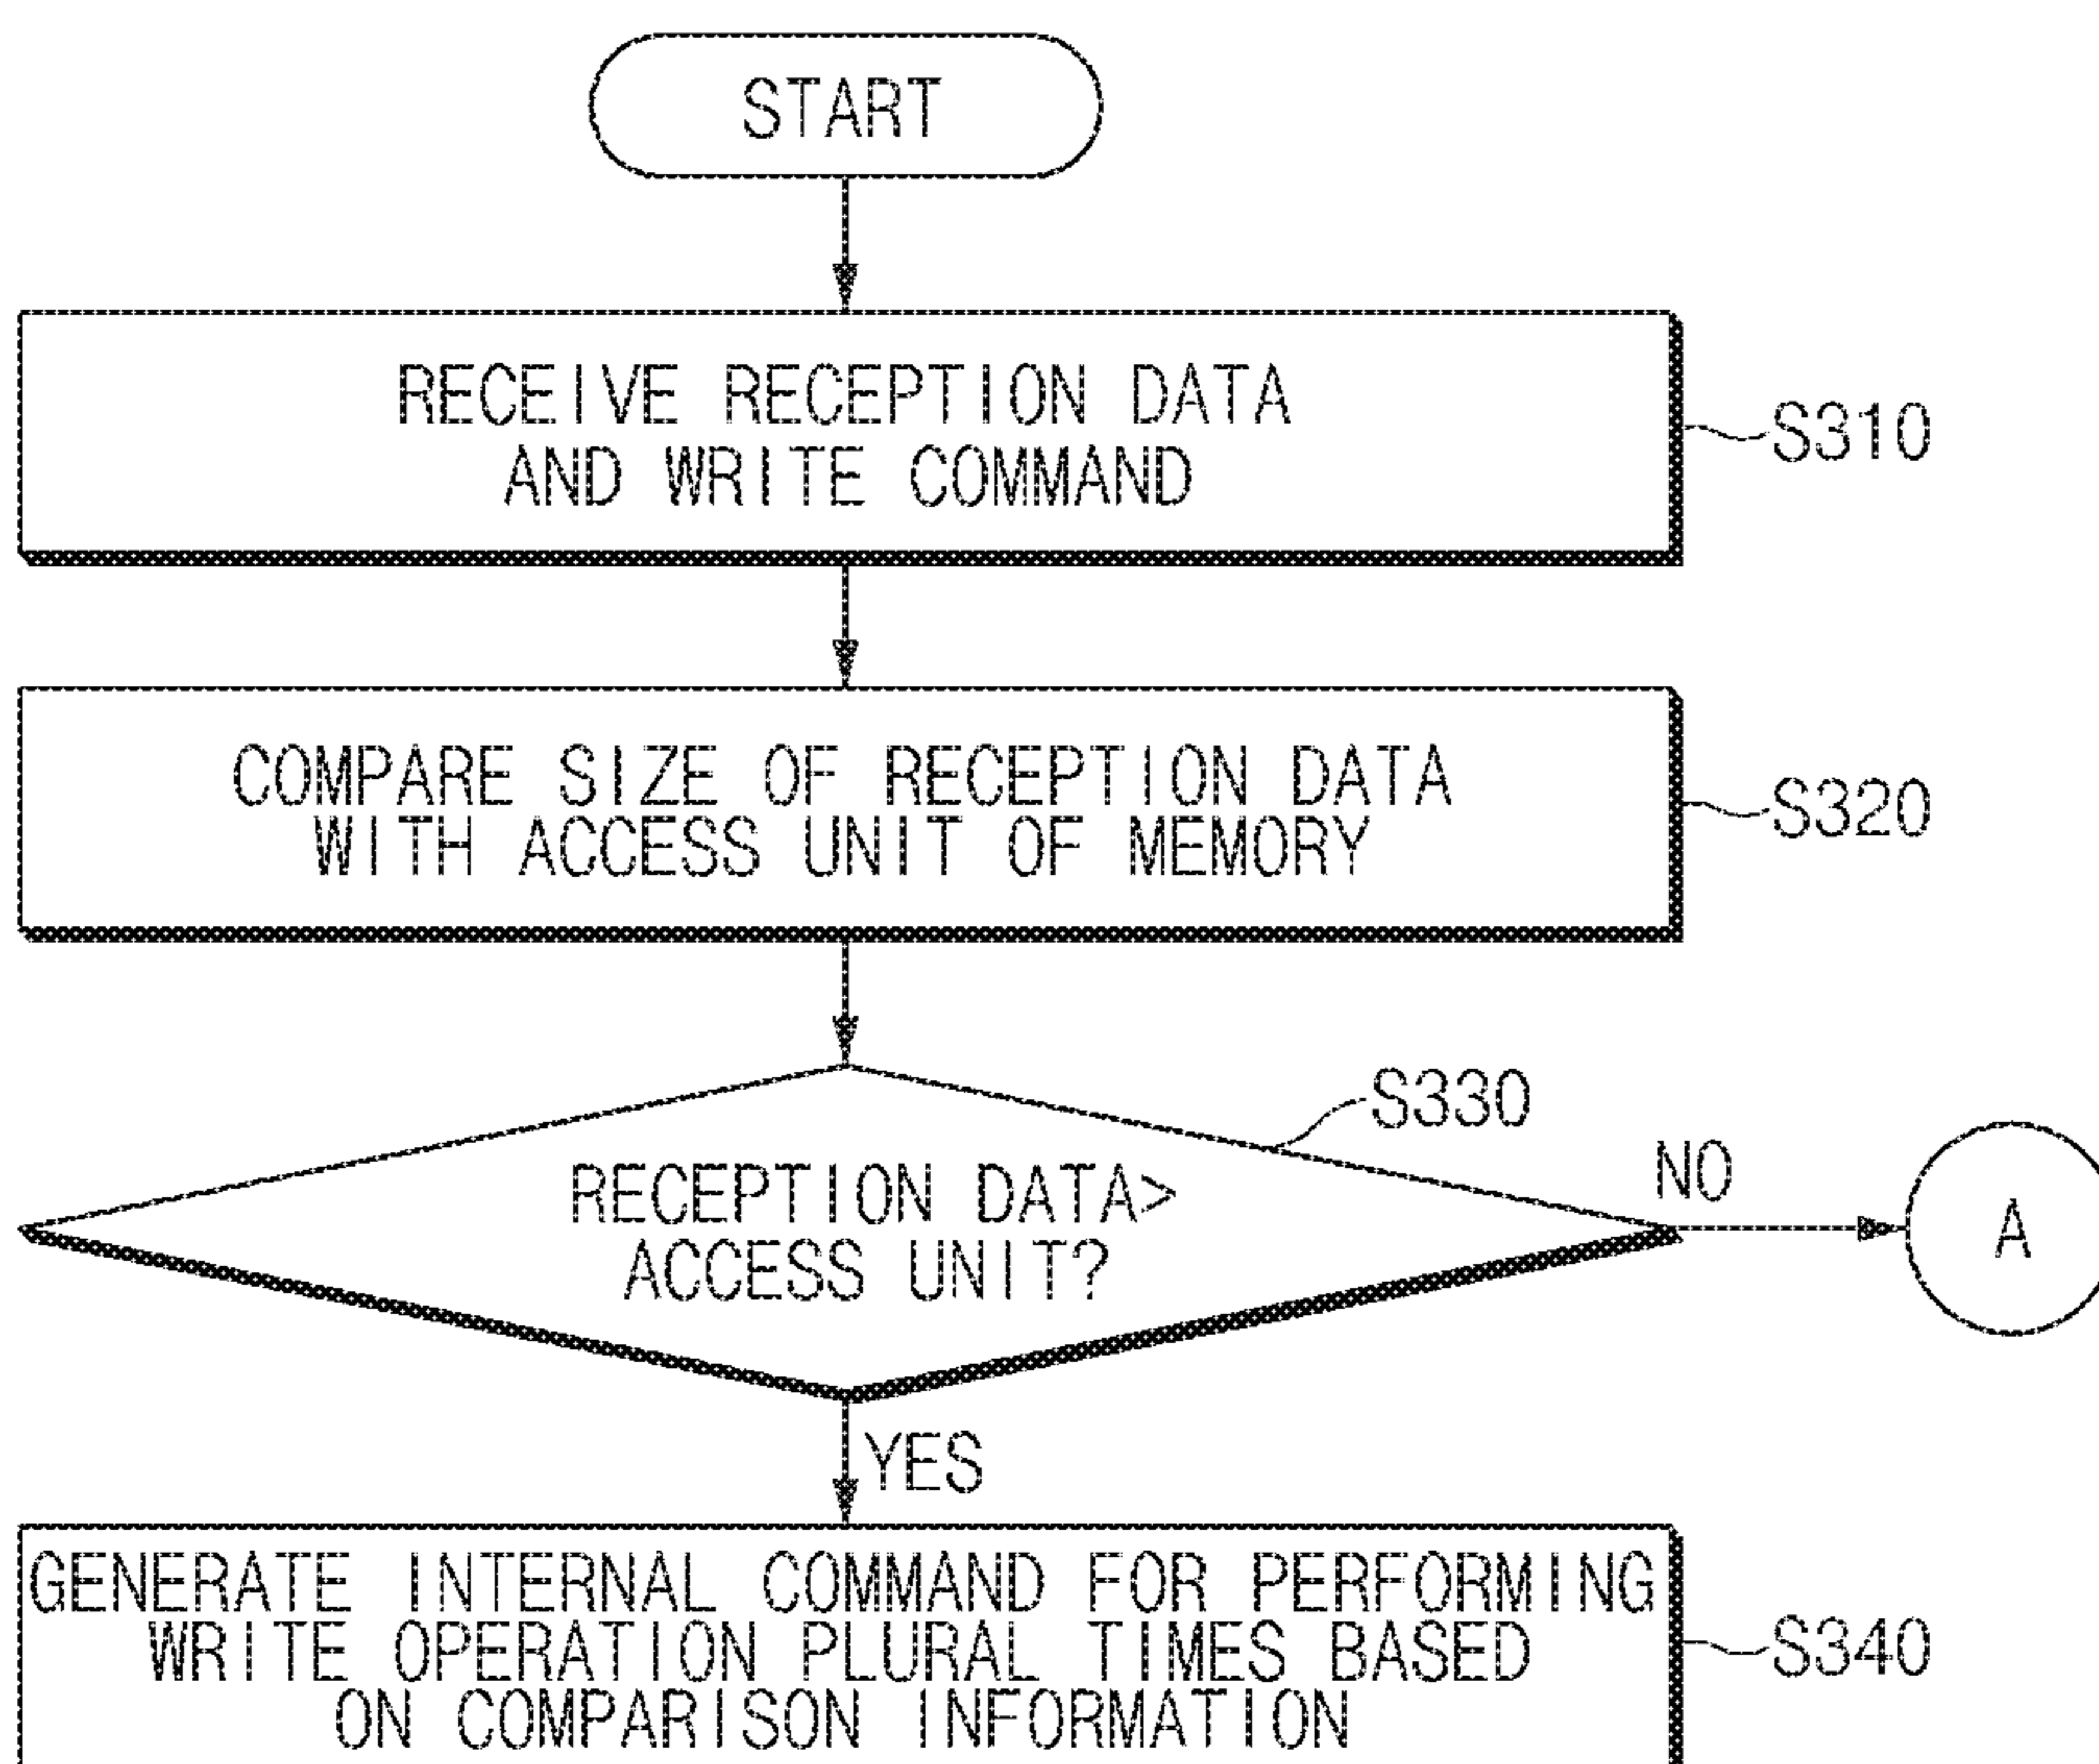 START
RECEIVE RECEPTION DATA
AND WRITE COMMAND
S310
COMPARE SIZE OF RECEPTION DATA
WITH ACCESS UNIT OF MEMORY
S320
S330
RECEPTION DATA>
ACCESS UNIT?
NO
A
YES
GENERATE INTERNAL COMMAND FOR PERFORMING
WRITE OPERATION PLURAL TIMES BASED
ON COMPARISON INFORMATION
S340